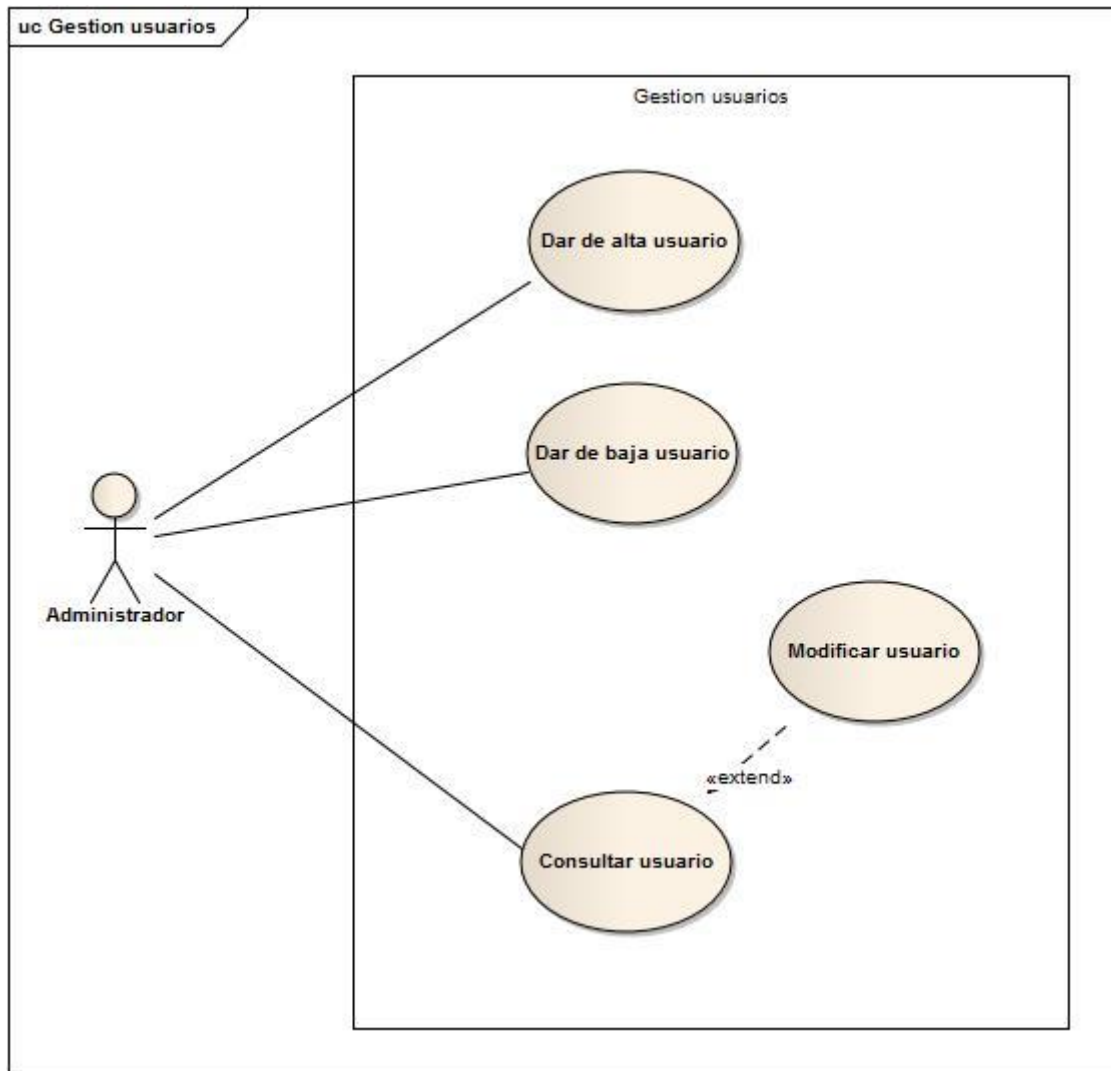 uc Gestion usuarios
Gestion usuarios
Dar de alta usuario
Dar de baja usuario
Administrador
Modificar usuario
«extend»
Consultar usuario